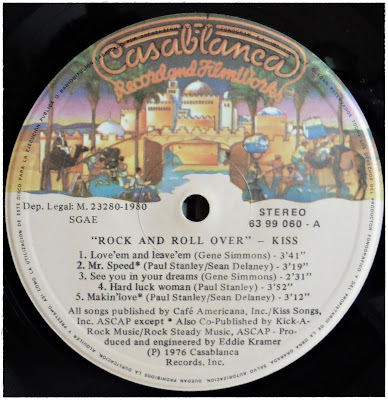 Casablanca
Record and FilmWorks
Dep. Legal: M. 23280-1980
SGAE
STEREO
63 99 060 - A
"ROCK AND ROLL OVER" – KISS
1. Love'em and leave'em (Gene Simmons) - 3'41"
2. Mr. Speed* (Paul Stanley/Sean Delaney) - 3'19"
3. See you in your dreams (Gene Simmons) - 2'31"
4. Hard luck woman (Paul Stanley) - 3'52"
5. Makin'love* (Paul Stanley/Sean Delaney) - 3'12"
All songs published by Café Americana, Inc./Kiss Songs,
Inc. ASCAP except * Also Co-Published by Kick-A-
Rock Music/Rock Steady Music, ASCAP - Pro-
duced and engineered by Eddie Kramer
(P) 1976 Casablanca
Records, Inc.